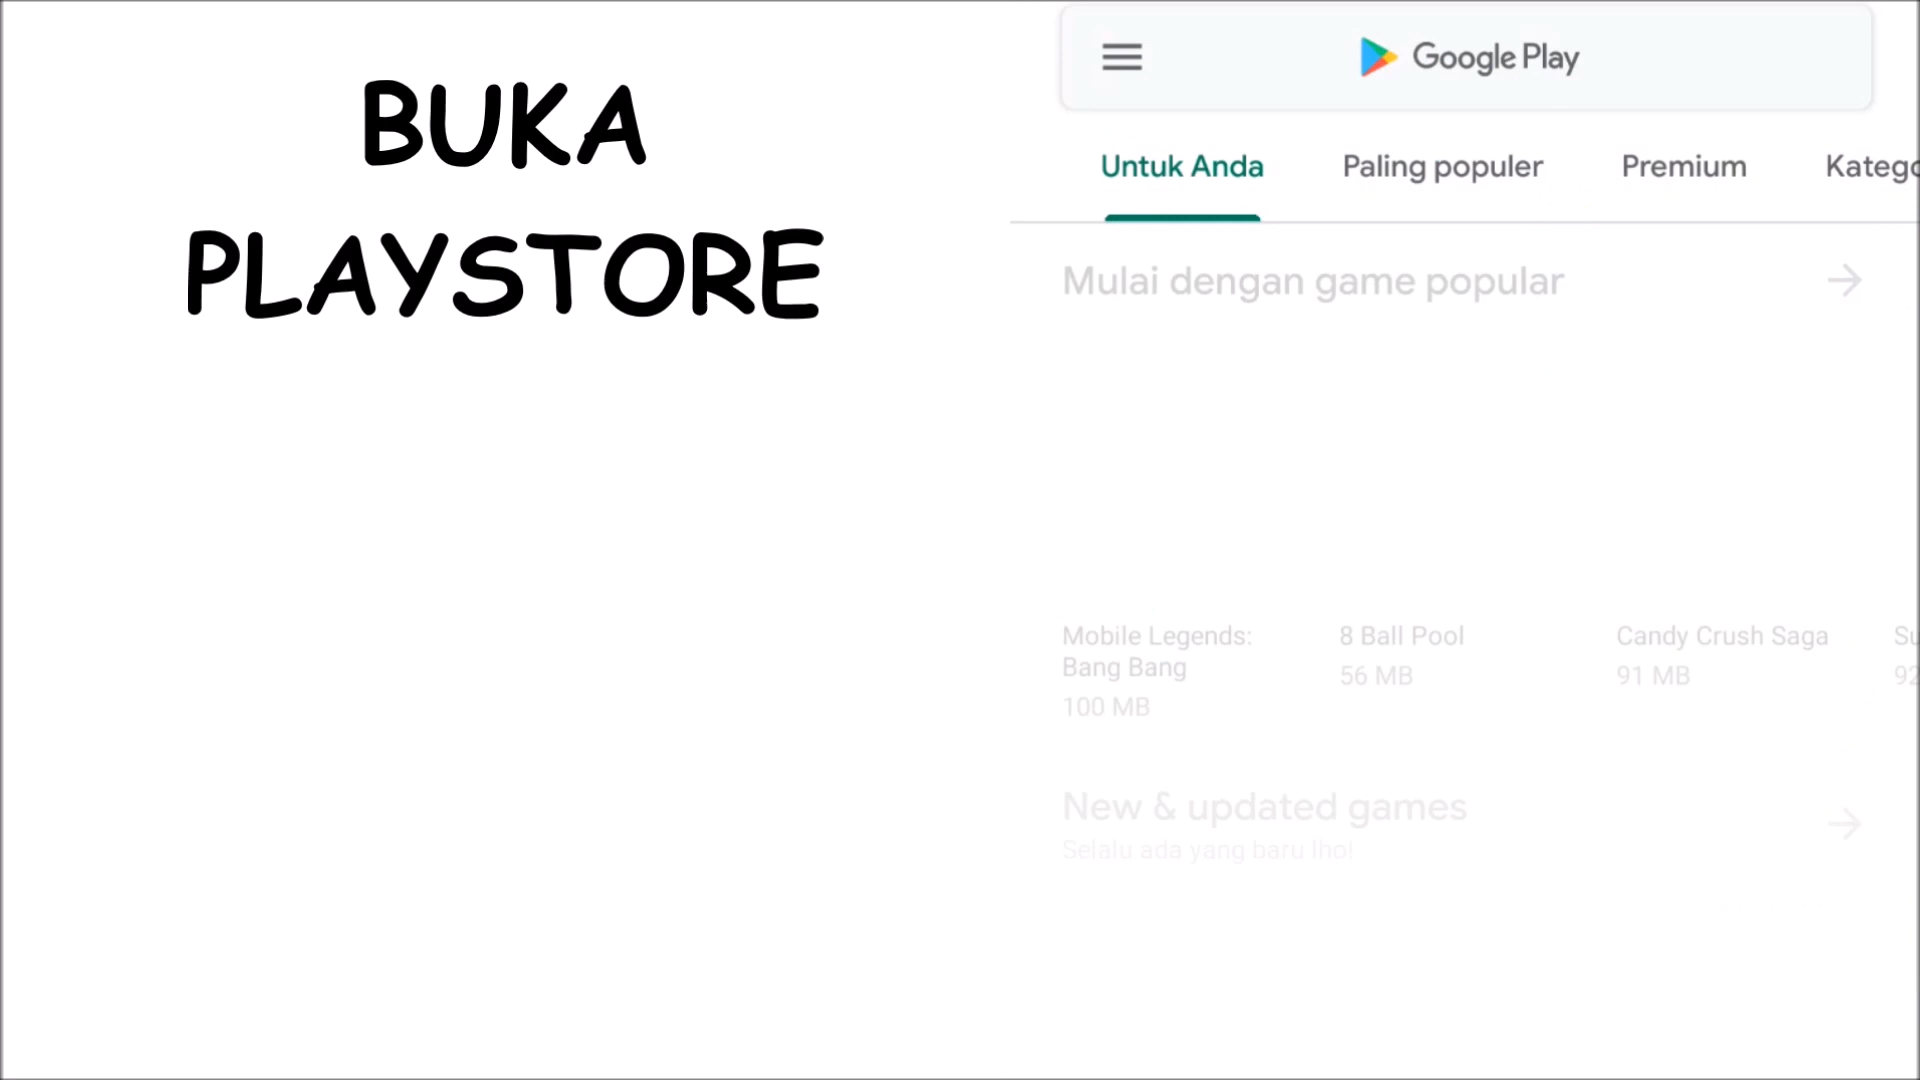 BUKA
PLAYSTORE
Google Play
Untuk Anda Paling populer Premium
Mulai dengan game popular
Mobile Legends: 8 Ball Pool Candy Crush Saga
Bang Bang 56 MB 91 MB
100 MB
New & updated games
Selalu ada yang baru lho!